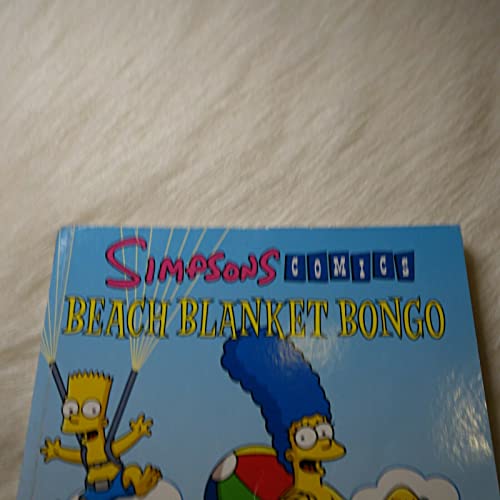 SIMPSONS COMICS
BEACH BLANKET BONGO